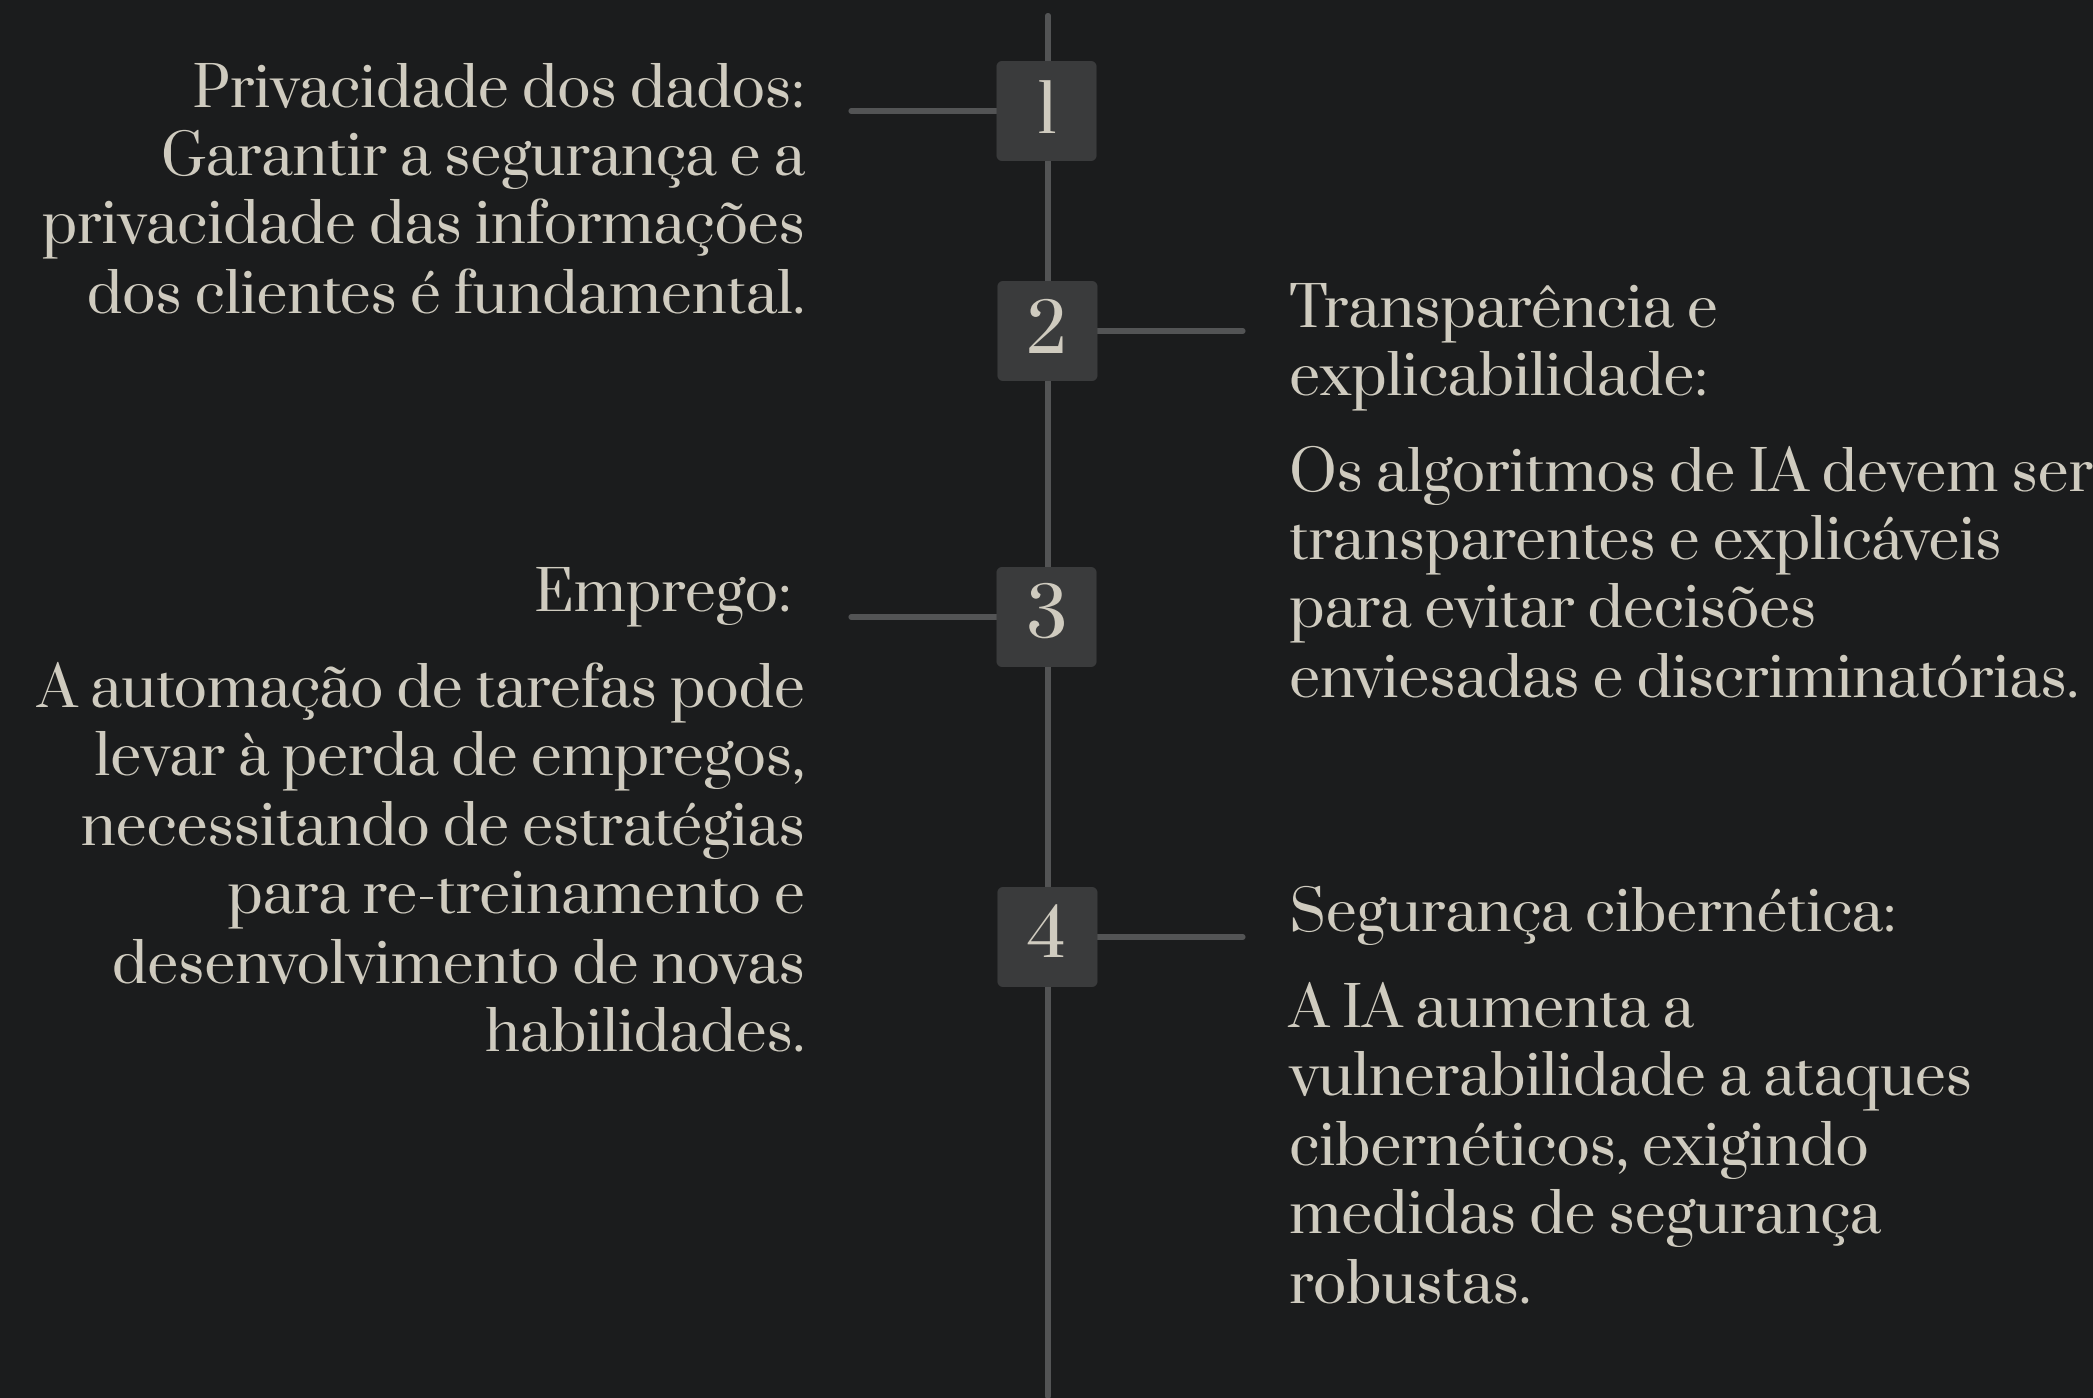 1
Privacidade dos dados:
Garantir a segurança e a
privacidade das informações
dos clientes é fundamental.
2
Transparência e
explicabilidade:
Os algoritmos de IA devem ser
transparentes e explicáveis
para evitar decisões
enviesadas e discriminatórias.
3
Emprego:
A automação de tarefas pode
levar à perda de empregos,
necessitando de estratégias
para re-treinamento e
desenvolvimento de novas
habilidades.
4
Segurança cibernética:
A IA aumenta a
vulnerabilidade a ataques
cibernéticos, exigindo
medidas de segurança
robustas.